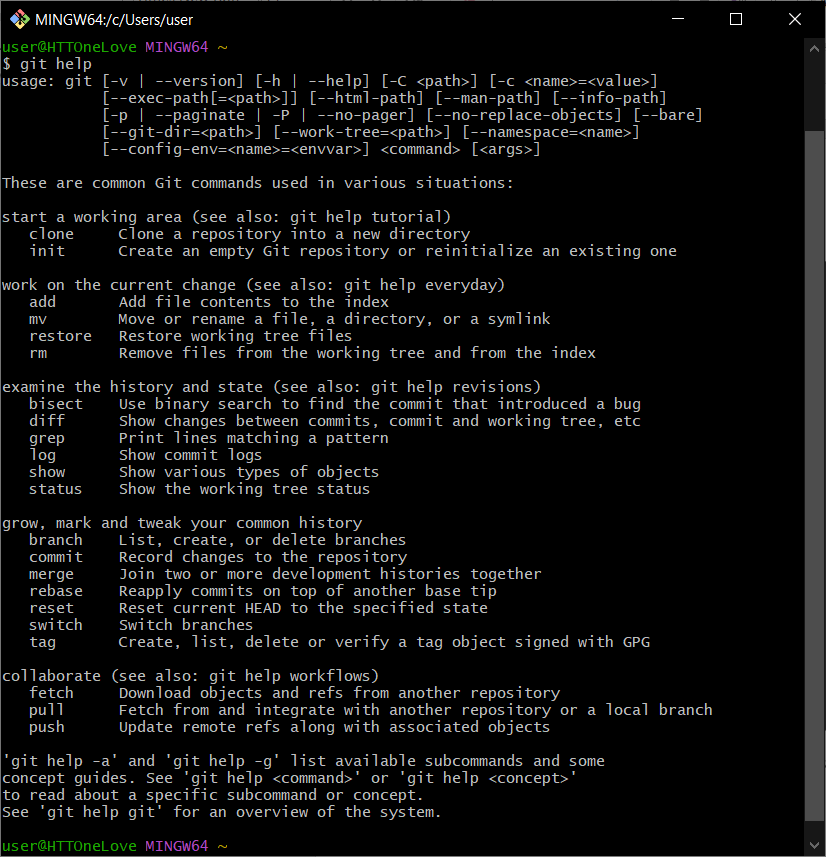 MINGW64:/c/Users/user
user@HTTOneLove MINGW64 ~
$ git help
usage: git [-v | --version] [-h | --help] [-C <path>] [-c <name>=<value>]
           [--exec-path[=<path>]] [--html-path] [--man-path] [--info-path]
           [-p | --paginate | -P | --no-pager] [--no-replace-objects] [--bare]
           [--git-dir=<path>] [--work-tree=<path>] [--namespace=<name>]
           [--config-env=<name>=<envvar>] <command> [<args>]

These are common Git commands used in various situations:

start a working area (see also: git help tutorial)
   clone     Clone a repository into a new directory
   init      Create an empty Git repository or reinitialize an existing one

work on the current change (see also: git help everyday)
   add       Add file contents to the index
   mv        Move or rename a file, a directory, or a symlink
   restore   Restore working tree files
   rm        Remove files from the working tree and from the index

examine the history and state (see also: git help revisions)
   bisect    Use binary search to find the commit that introduced a bug
   diff      Show changes between commits, commit and working tree, etc
   grep      Print lines matching a pattern
   log       Show commit logs
   show      Show various types of objects
   status    Show the working tree status

grow, mark and tweak your common history
   branch    List, create, or delete branches
   commit    Record changes to the repository
   merge     Join two or more development histories together
   rebase    Reapply commits on top of another base tip
   reset     Reset current HEAD to the specified state
   switch    Switch branches
   tag       Create, list, delete or verify a tag object signed with GPG

collaborate (see also: git help workflows)
   fetch     Download objects and refs from another repository
   pull      Fetch from and integrate with another repository or a local branch
   push      Update remote refs along with associated objects

'git help -a' and 'git help -g' list available subcommands and some
concept guides. See 'git help <command>' or 'git help <concept>'
to read about a specific subcommand or concept.
See 'git help git' for an overview of the system.

user@HTTOneLove MINGW64 ~